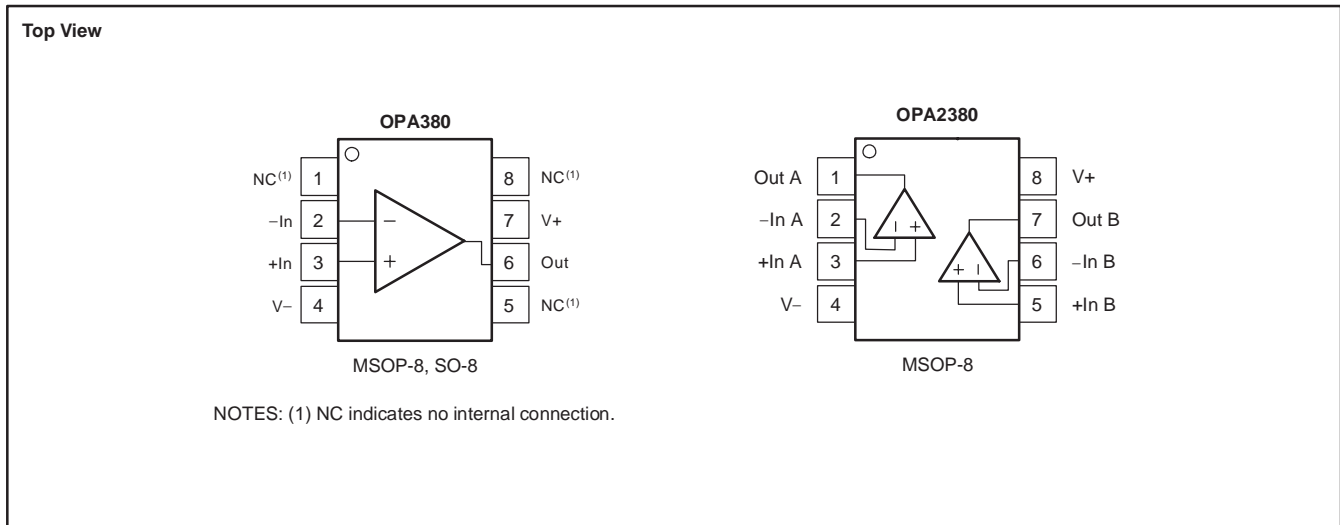 Top View
OPA380
NC(1) 1
8 NC(1)
−In 2
7 V+
+In 3
6 Out
V− 4
5 NC(1)
− 
+
MSOP-8, SO-8
NOTES: (1) NC indicates no internal connection.
OPA2380
Out A 1
8 V+
−In A 2
7 Out B
+In A 3
6 −In B
V− 4
5 +In B
− +
+ −
MSOP-8